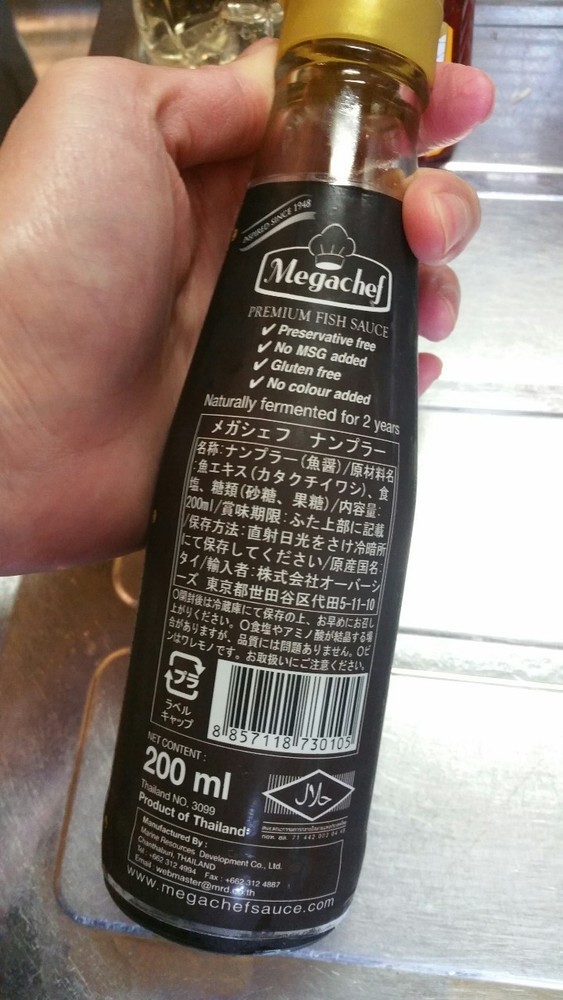 INSPIRED SINCE 1948
Megachef
PREMIUM FISH SAUCE
✓ Preservative free
✓ No MSG added
✓ Gluten free
✓ No colour added
Naturally fermented for 2 years
メガシェフ ナンプラー
名称:ナンプラー(魚醤)/原材料名
:魚エキス(カタクチイワシ)、食
塩、糖類(砂糖、果糖)/内容量:
200ml/賞味期限:ふた上部に記載
/保存方法:直射日光をさけ冷暗所
にて保存してください/原産国名:
タイ/輸入者:株式会社オーバーシ
ーズ 東京都世田谷区代田5-11-10
〇開封後は冷蔵庫にて保存の上、お早めにお召し
上がりください。〇食塩やアミノ酸が結晶する場
合がありますが、品質には問題ありません。〇ビ
ンはワレモノです。お取扱いにご注意ください。
プラ
ラベル
キャップ
8 857118 730105
NET CONTENT :
200 ml
Thailand NO. 3099
Product of Thailand
حلال
Manufactured By :
Marine Resources Development Co., Ltd.
Chanthaburi, THAILAND
Tel : +662 312 4994 Fax : +662 312 4887
Email : webmaster@mrd.co.th
www.megachefsauce.com